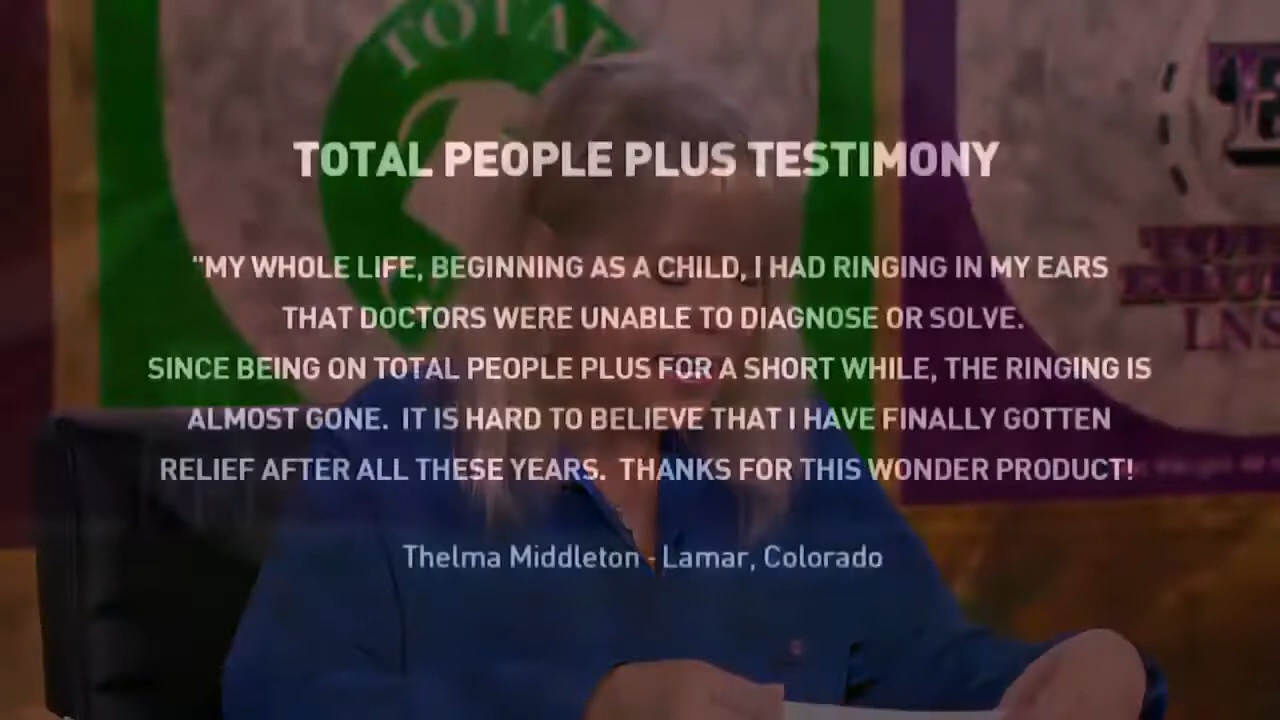 TOTAL
TOTAL PEOPLE PLUS TESTIMONY
"MY WHOLE LIFE, BEGINNING AS A CHILD, I HAD RINGING IN MY EARS
THAT DOCTORS WERE UNABLE TO DIAGNOSE OR SOLVE.
SINCE BEING ON TOTAL PEOPLE PLUS FOR A SHORT WHILE, THE RINGING IS
ALMOST GONE.  IT IS HARD TO BELIEVE THAT I HAVE FINALLY GOTTEN
RELIEF AFTER ALL THESE YEARS.  THANKS FOR THIS WONDER PRODUCT!
Thelma Middleton - Lamar, Colorado